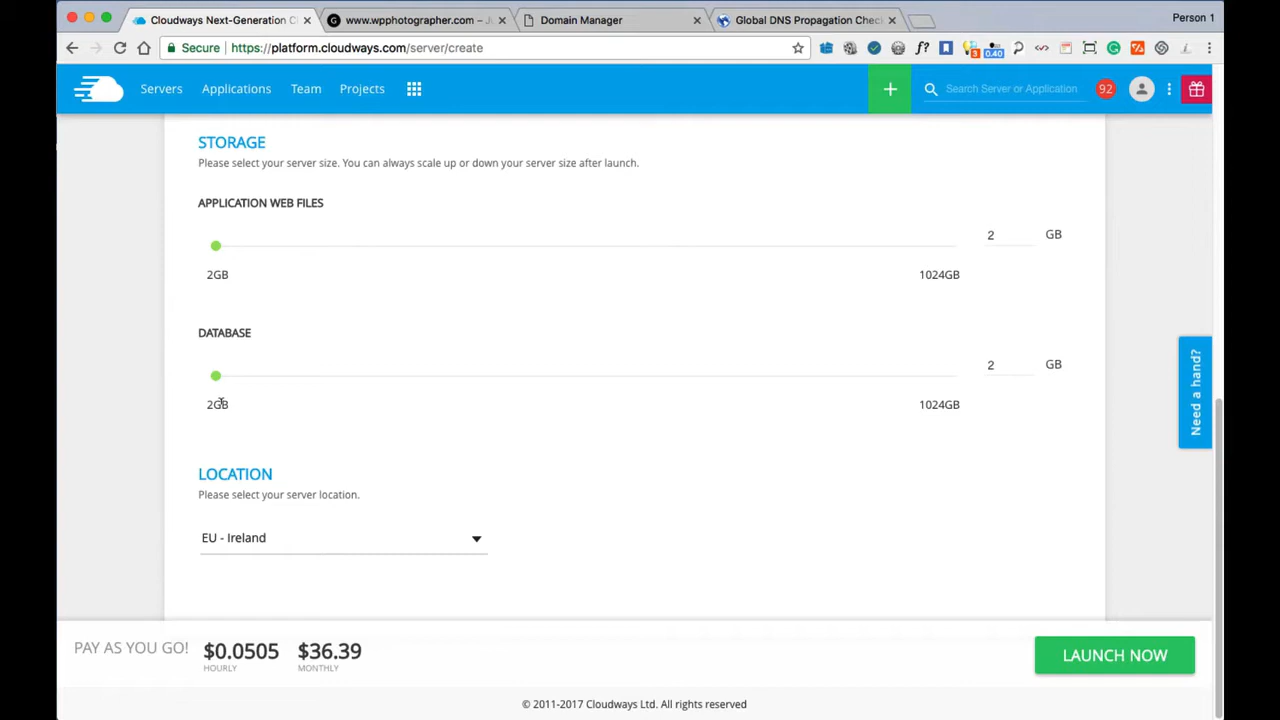 Cloudways Next-Generation C
www.wpphotographer.com – J
Domain Manager
Global DNS Propagation Check
Person 1
Secure
https://platform.cloudways.com/server/create
f?
3
0.40
Servers
Applications
Team
Projects
+
Search Server or Application
92
STORAGE
Please select your server size. You can always scale up or down your server size after launch.
APPLICATION WEB FILES
2 GB
2GB
1024GB
DATABASE
2 GB
2GB
1024GB
Need a hand?
LOCATION
Please select your server location.
EU - Ireland
PAY AS YOU GO!
$0.0505
HOURLY
$36.39
MONTHLY
LAUNCH NOW
© 2011-2017 Cloudways Ltd. All rights reserved